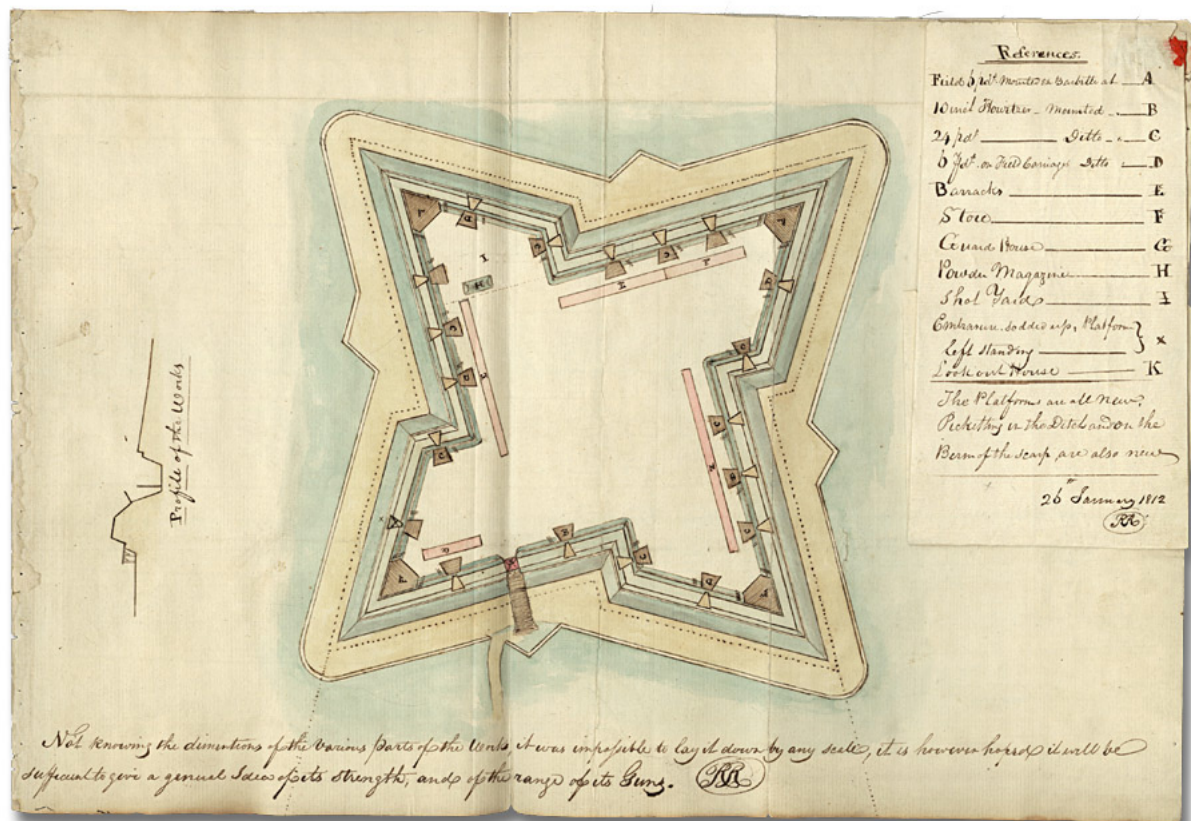 References.
Field 6 pdr. Mounted en Barbette at A
10 inch Howitzer - Mounted B
24 pdr Ditto C
6 pdr. on Field Carriage Ditto D
Barracks E
Store F
Guard House G
Powder Magazine H
Shot Yard I
Embrasure sodded up, Platform
left standing } x
Look out House K
The Platforms are all new.
Picketting in the Ditch and on the
Berm of the scarp are also new
26th January 1812
Profile of the Works
Not knowing the dimentions of the various parts of the Works, it was impossible to lay it down by any scale, it is however hoped it will be
sufficient to give a general Idea of its strength, and of the range of its Guns.